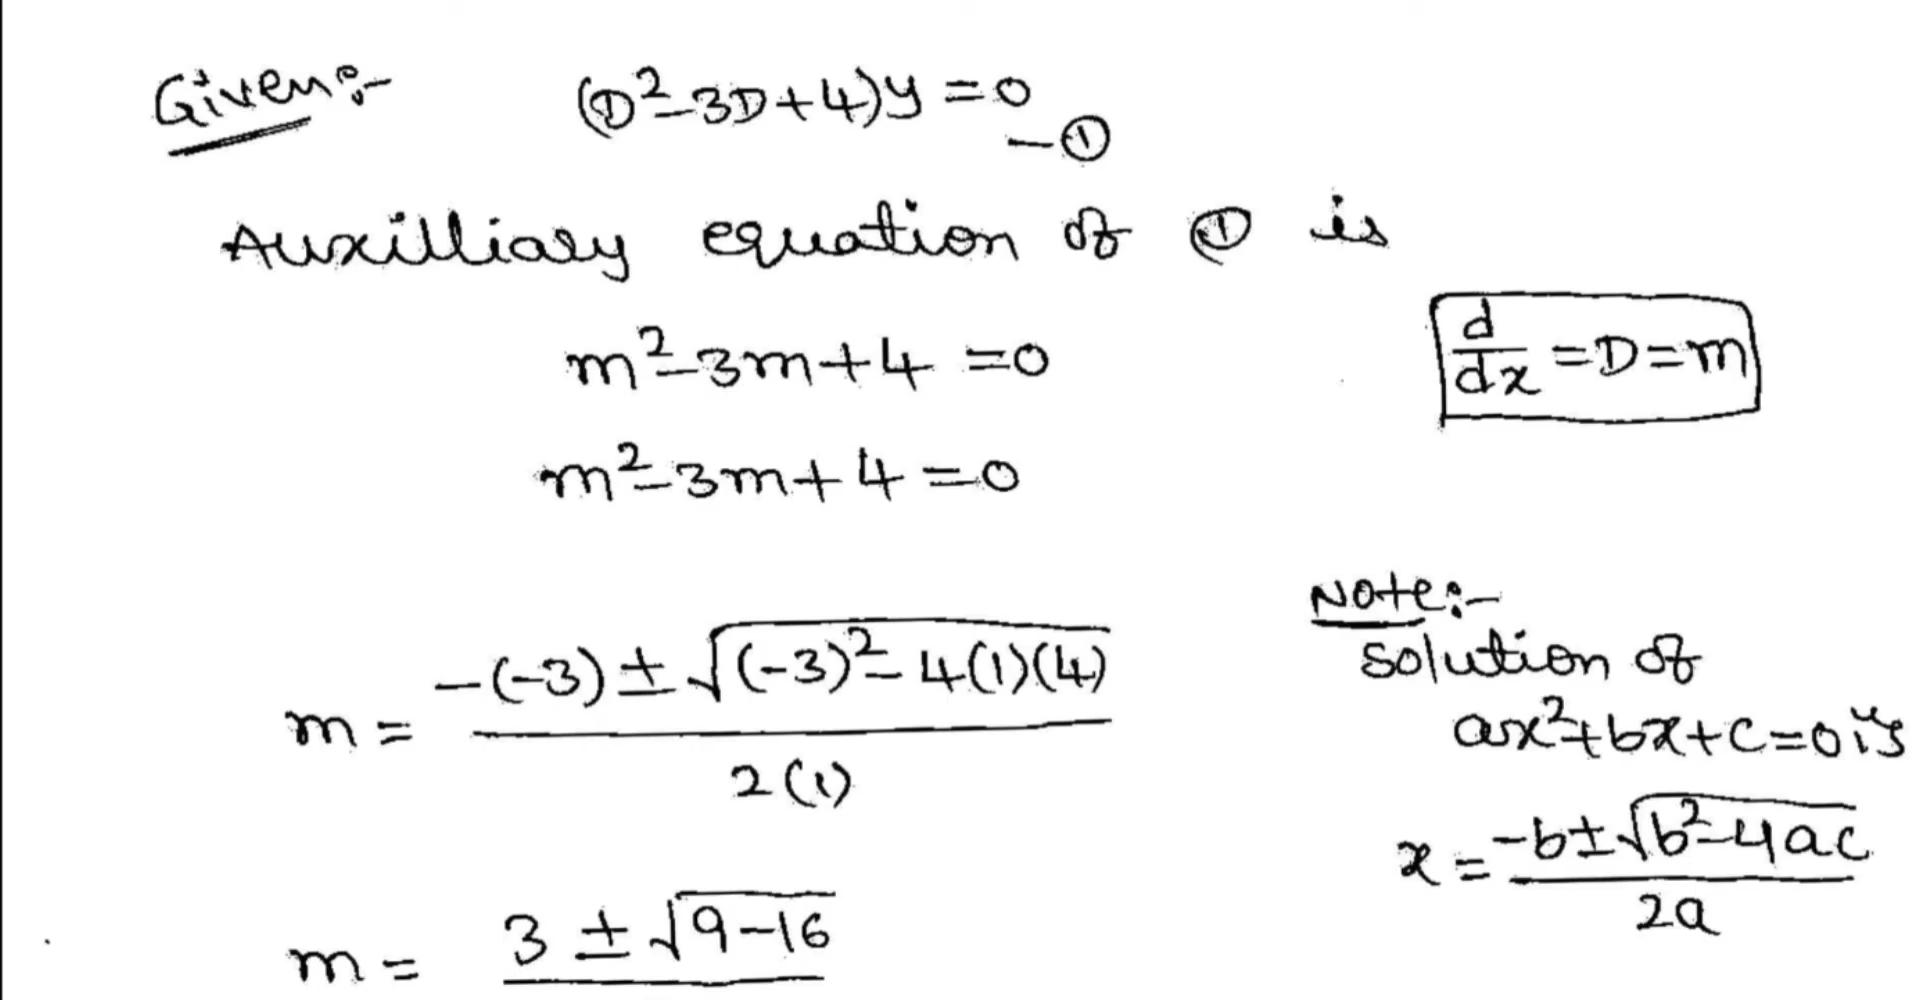 Given:-
(D²-3D+4)y=0
-①
Auxilliary equation of ① is
m²-3m+4=0
d/dx=D=m
m²-3m+4=0
m = -(-3)±√(-3)²-4(1)(4) / 2(1)
Note:-
solution of
ax²+bx+c=0 is
x = -b±√b²-4ac / 2a
m = 3±√9-16